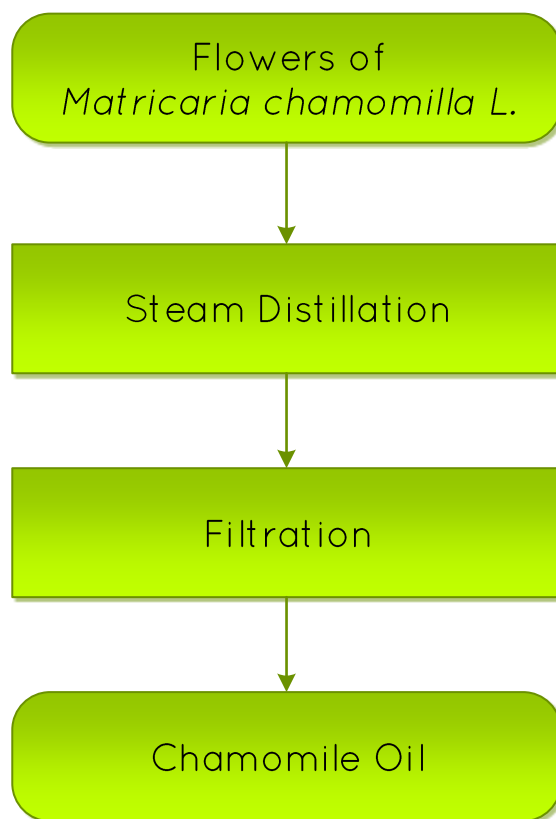 Flowers of
Matricaria chamomilla L.
Steam Distillation
Filtration
Chamomile Oil